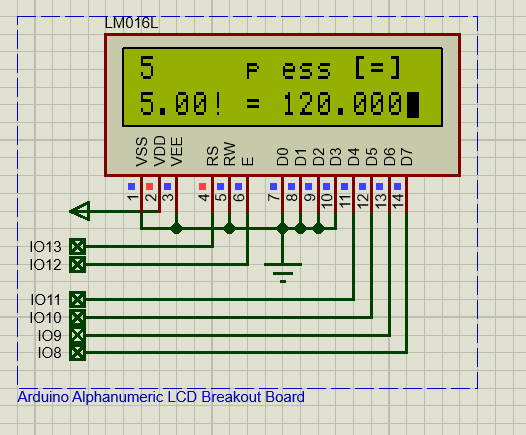 LM016L
5 p ess [=]
5.00! = 120.000
VSS VDD VEE RS RW E D0 D1 D2 D3 D4 D5 D6 D7
1 2 3 4 5 6 7 8 9 10 11 12 13 14
IO13
IO12
IO11
IO10
IO9
IO8
Arduino Alphanumeric LCD Breakout Board